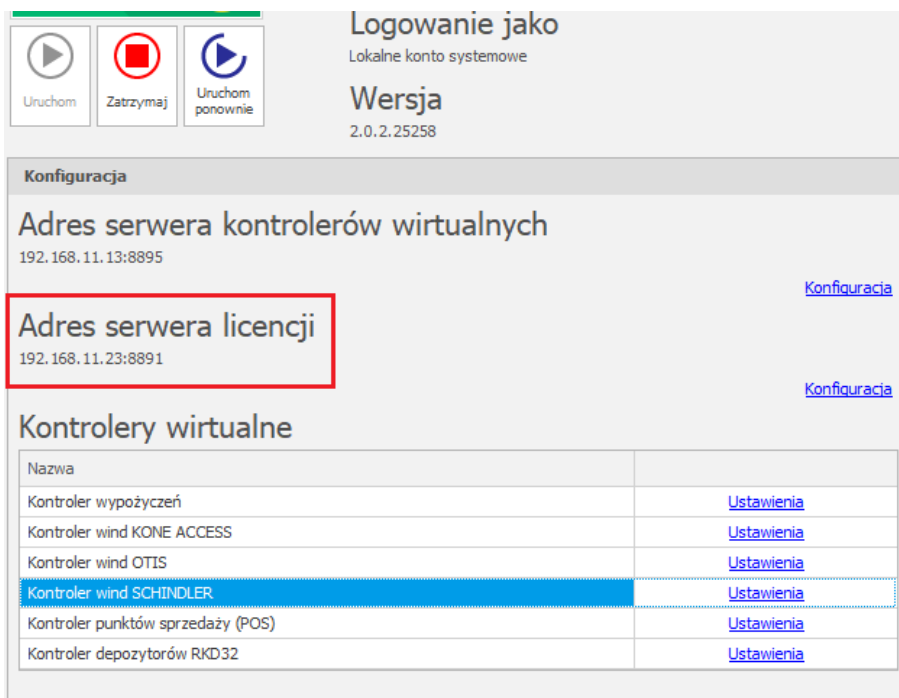 Logowanie jako
Lokalne konto systemowe
Uruchom
Zatrzymaj
Uruchom
ponownie
Wersja
2.0.2.25258
Konfiguracja
Adres serwera kontrolerów wirtualnych
192.168.11.13:8895
Konfiguracja
Adres serwera licencji
192.168.11.23:8891
Konfiguracja
Kontrolery wirtualne
Nazwa
Kontroler wypożyczeń Ustawienia
Kontroler wind KONE ACCESS Ustawienia
Kontroler wind OTIS Ustawienia
Kontroler wind SCHINDLER Ustawienia
Kontroler punktów sprzedaży (POS) Ustawienia
Kontroler depozytorów RKD32 Ustawienia